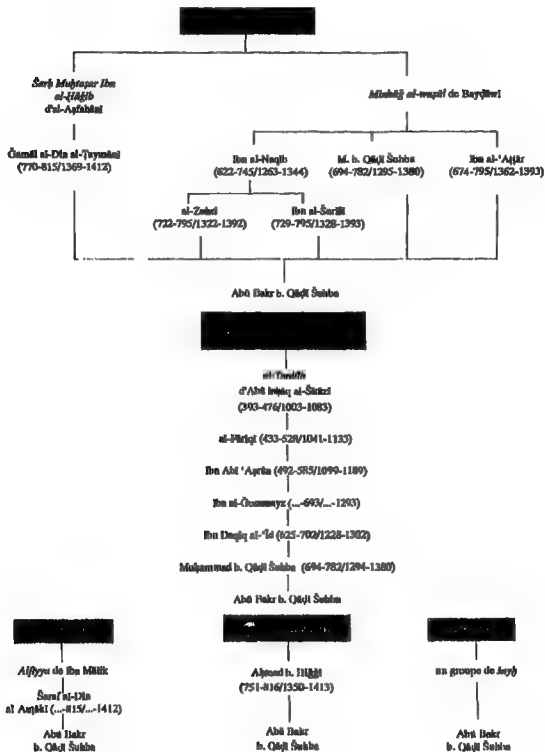 Šarḥ Muḫtaṣar Ibn
al-Ḥāǧib
d'al-Aṣfahānī
Minhāǧ al-wuṣūl de Bayḍāwī
Ǧamāl al-Dīn al-Ṭaymānī
(770-815/1369-1412)
Ibn al-Naqīb
(622-745/1263-1344)
M. b. Qāḍī Šuhba
(694-782/1295-1380)
Ibn al-‘Aṭṭār
(674-795/1362-1393)
al-Zuhrī
(722-795/1322-1392)
Ibn al-Šarīšī
(729-795/1328-1393)
Abū Bakr b. Qāḍī Šuhba
al-Tanbīh
d'Abū Isḥāq al-Šīrāzī
(393-476/1003-1083)
al-Fāriqī (433-528/1041-1133)
Ibn Abī ‘Aṣrūn (492-585/1099-1189)
Ibn al-Ǧummayz (...-693/...-1293)
Ibn Daqīq al-‘Īd (625-702/1228-1302)
Muḥammad b. Qāḍī Šuhba (694-782/1294-1380)
Abū Bakr b. Qāḍī Šuhba
Alfiyya de Ibn Mālik
Šaraf al-Dīn
al Anṭākī (...-815/...-1412)
Abū Bakr
b. Qāḍī Šuhba
Aḥmad b. Ḥiǧǧī
(751-816/1350-1413)
Abū Bakr
b. Qāḍī Šuhba
un groupe de šayḫ
Abū Bakr
b. Qāḍī Šuhba